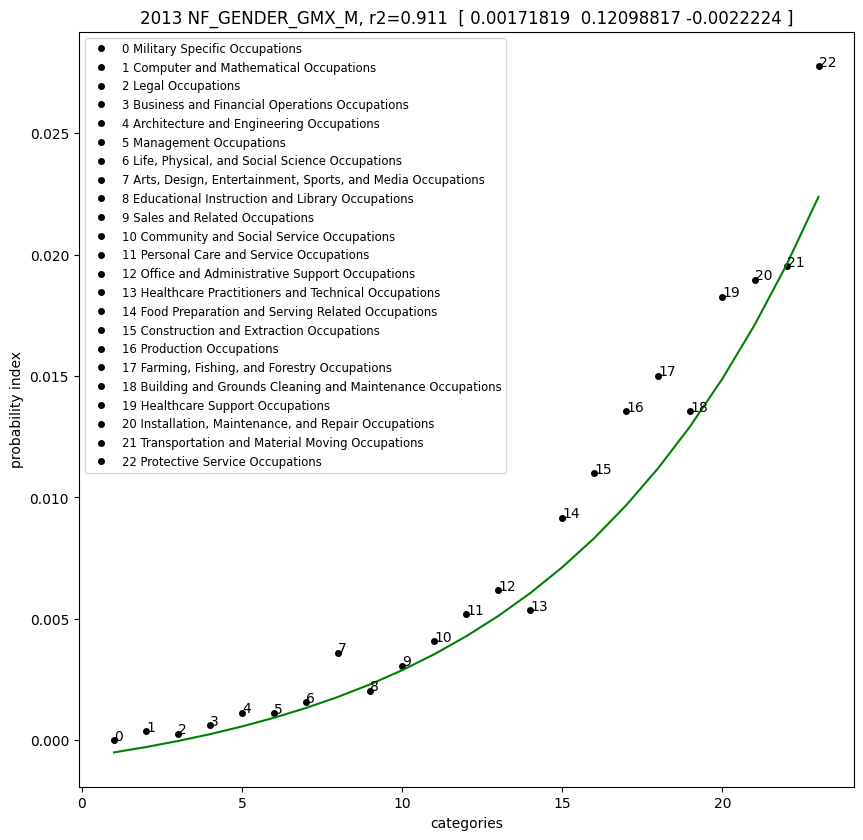 2013 NF_GENDER_GMX_M, r2=0.911  [ 0.00171819  0.12098817 -0.0022224 ]
0 Military Specific Occupations
1 Computer and Mathematical Occupations
2 Legal Occupations
3 Business and Financial Operations Occupations
4 Architecture and Engineering Occupations
5 Management Occupations
6 Life, Physical, and Social Science Occupations
7 Arts, Design, Entertainment, Sports, and Media Occupations
8 Educational Instruction and Library Occupations
9 Sales and Related Occupations
10 Community and Social Service Occupations
11 Personal Care and Service Occupations
12 Office and Administrative Support Occupations
13 Healthcare Practitioners and Technical Occupations
14 Food Preparation and Serving Related Occupations
15 Construction and Extraction Occupations
16 Production Occupations
17 Farming, Fishing, and Forestry Occupations
18 Building and Grounds Cleaning and Maintenance Occupations
19 Healthcare Support Occupations
20 Installation, Maintenance, and Repair Occupations
21 Transportation and Material Moving Occupations
22 Protective Service Occupations
probability index
0.025
0.020
0.015
0.010
0.005
0.000
0
1
2
3
4
5
6
7
8
9
10
11
12
13
14
15
16
17
18
19
20
21
22
0
5
10
15
20
categories